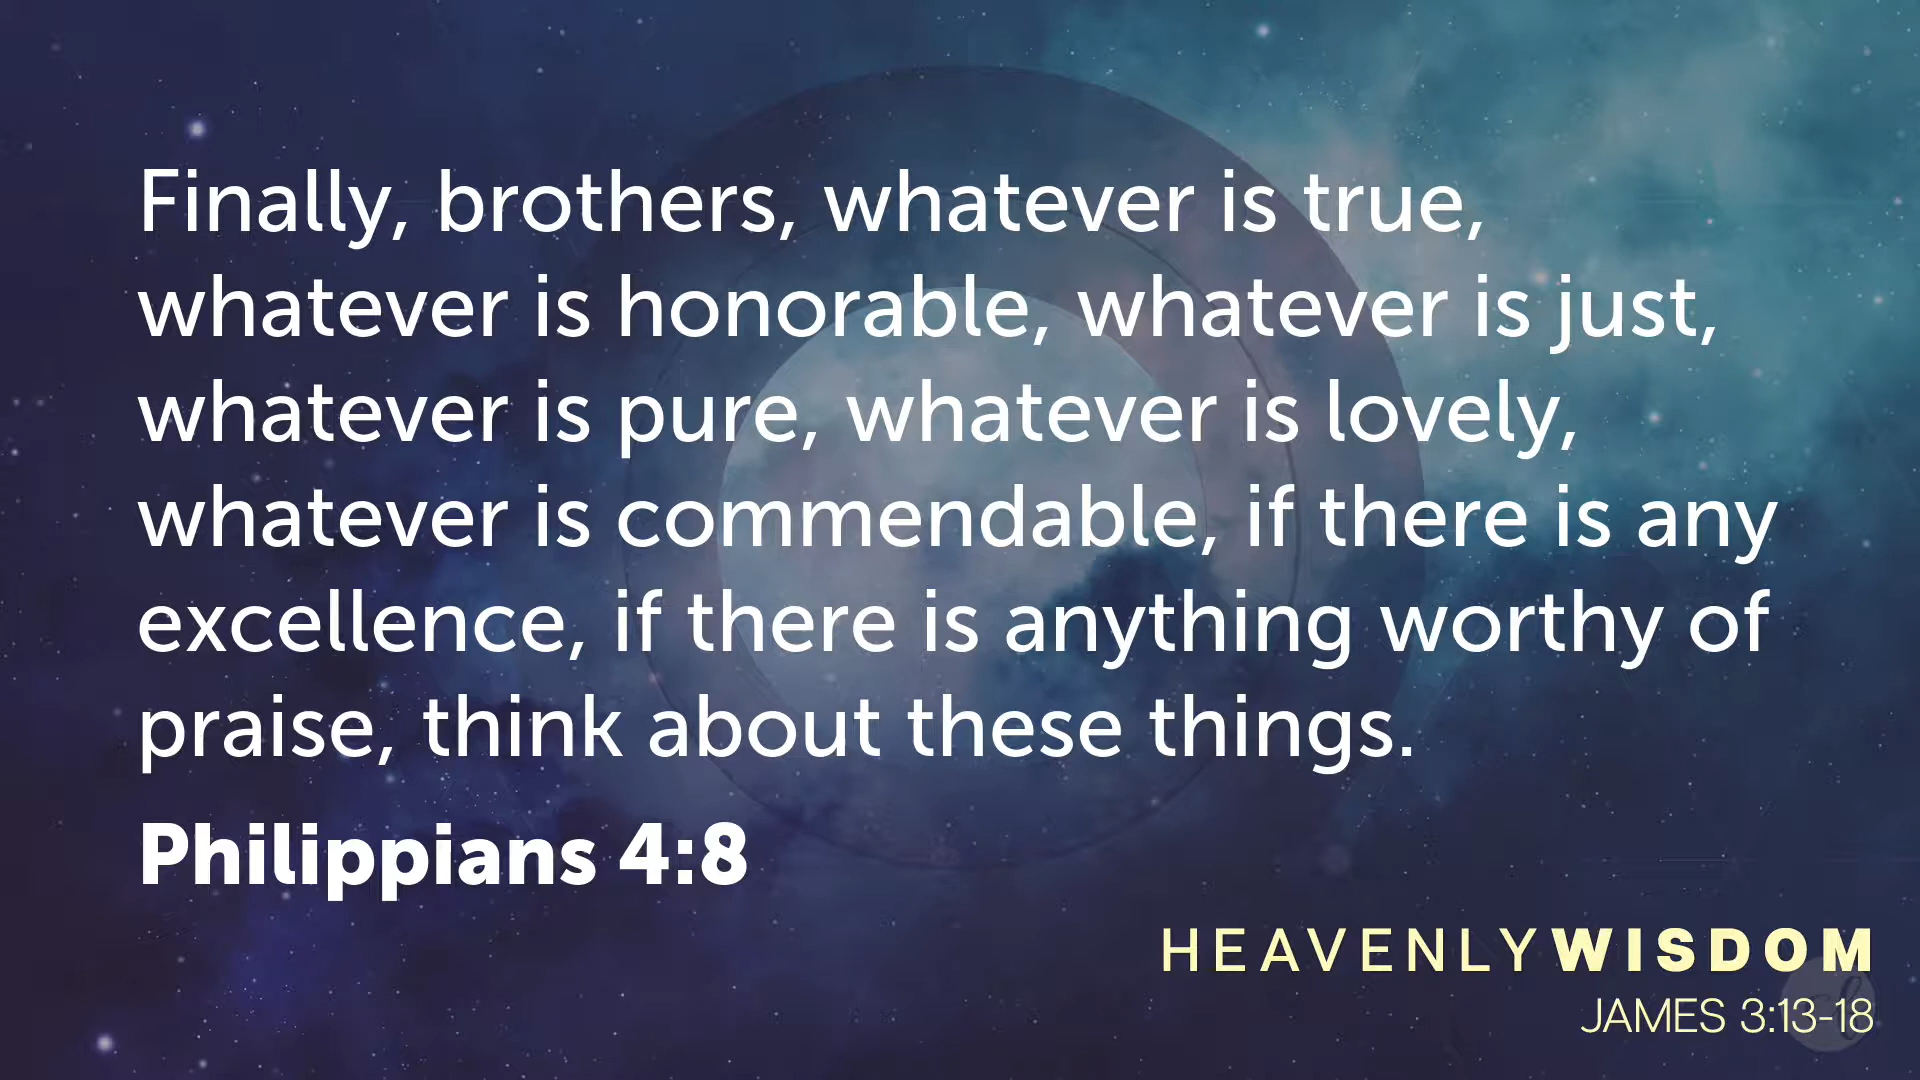 Finally, brothers, whatever is true,
whatever is honorable, whatever is just,
whatever is pure, whatever is lovely,
whatever is commendable, if there is any
excellence, if there is anything worthy of
praise, think about these things.
Philippians 4:8
HEAVENLYWISDOM
JAMES 3:13-18